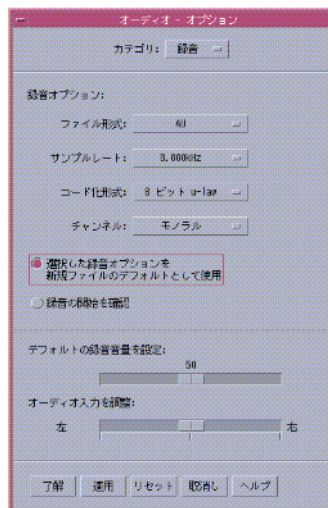 オーディオ - オプション
カテゴリ: 録音
録音オプション:
ファイル形式: AU
サンプルレート: 8.000kHz
コード化形式: 8 ビット u-law
チャンネル: モノラル
選択した録音オプションを
新規ファイルのデフォルトとして使用
録音の開始を確認
デフォルトの録音音量を設定:
50
オーディオ入力を調整:
左 右
了解 適用 リセット 取消し ヘルプ